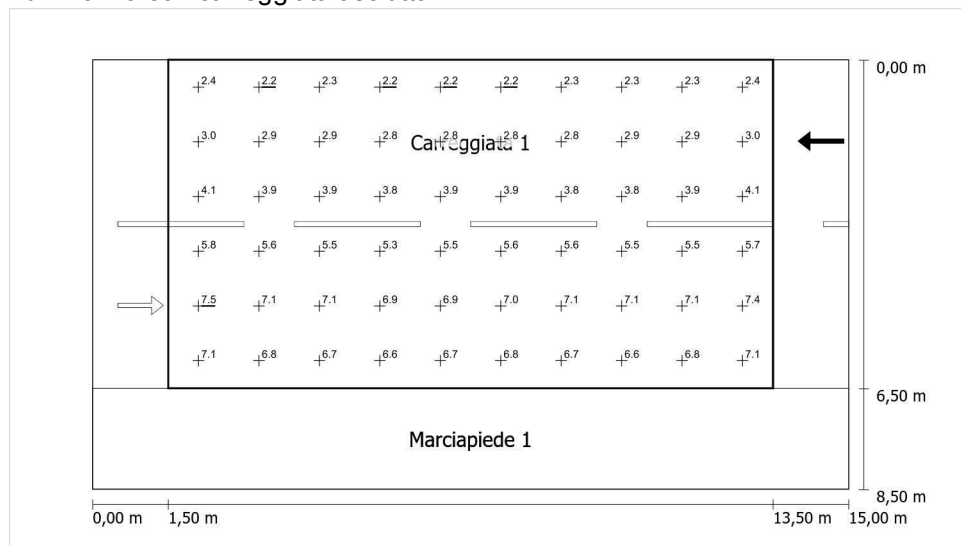 2.4 2.2 2.3 2.2 2.2 2.2 2.3 2.3 2.3 2.4
0,00 m
3.0 2.9 2.9 2.8 2.8 2.8 2.8 2.9 2.9 3.0
Carreggiata 1
4.1 3.9 3.9 3.8 3.9 3.9 3.8 3.8 3.9 4.1
5.8 5.6 5.5 5.3 5.5 5.6 5.6 5.5 5.5 5.7
7.5 7.1 7.1 6.9 6.9 7.0 7.1 7.1 7.1 7.4
7.1 6.8 6.7 6.6 6.7 6.8 6.7 6.6 6.8 7.1
6,50 m
Marciapiede 1
8,50 m
0,00 m 1,50 m 13,50 m 15,00 m